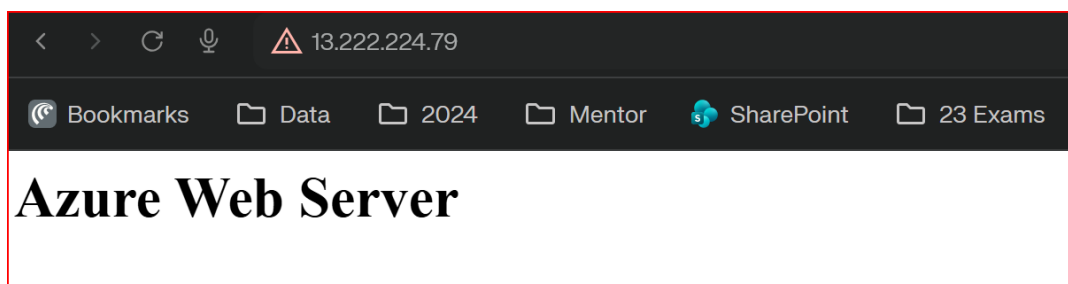 13.222.224.79
Bookmarks Data 2024 Mentor SharePoint 23 Exams
Azure Web Server